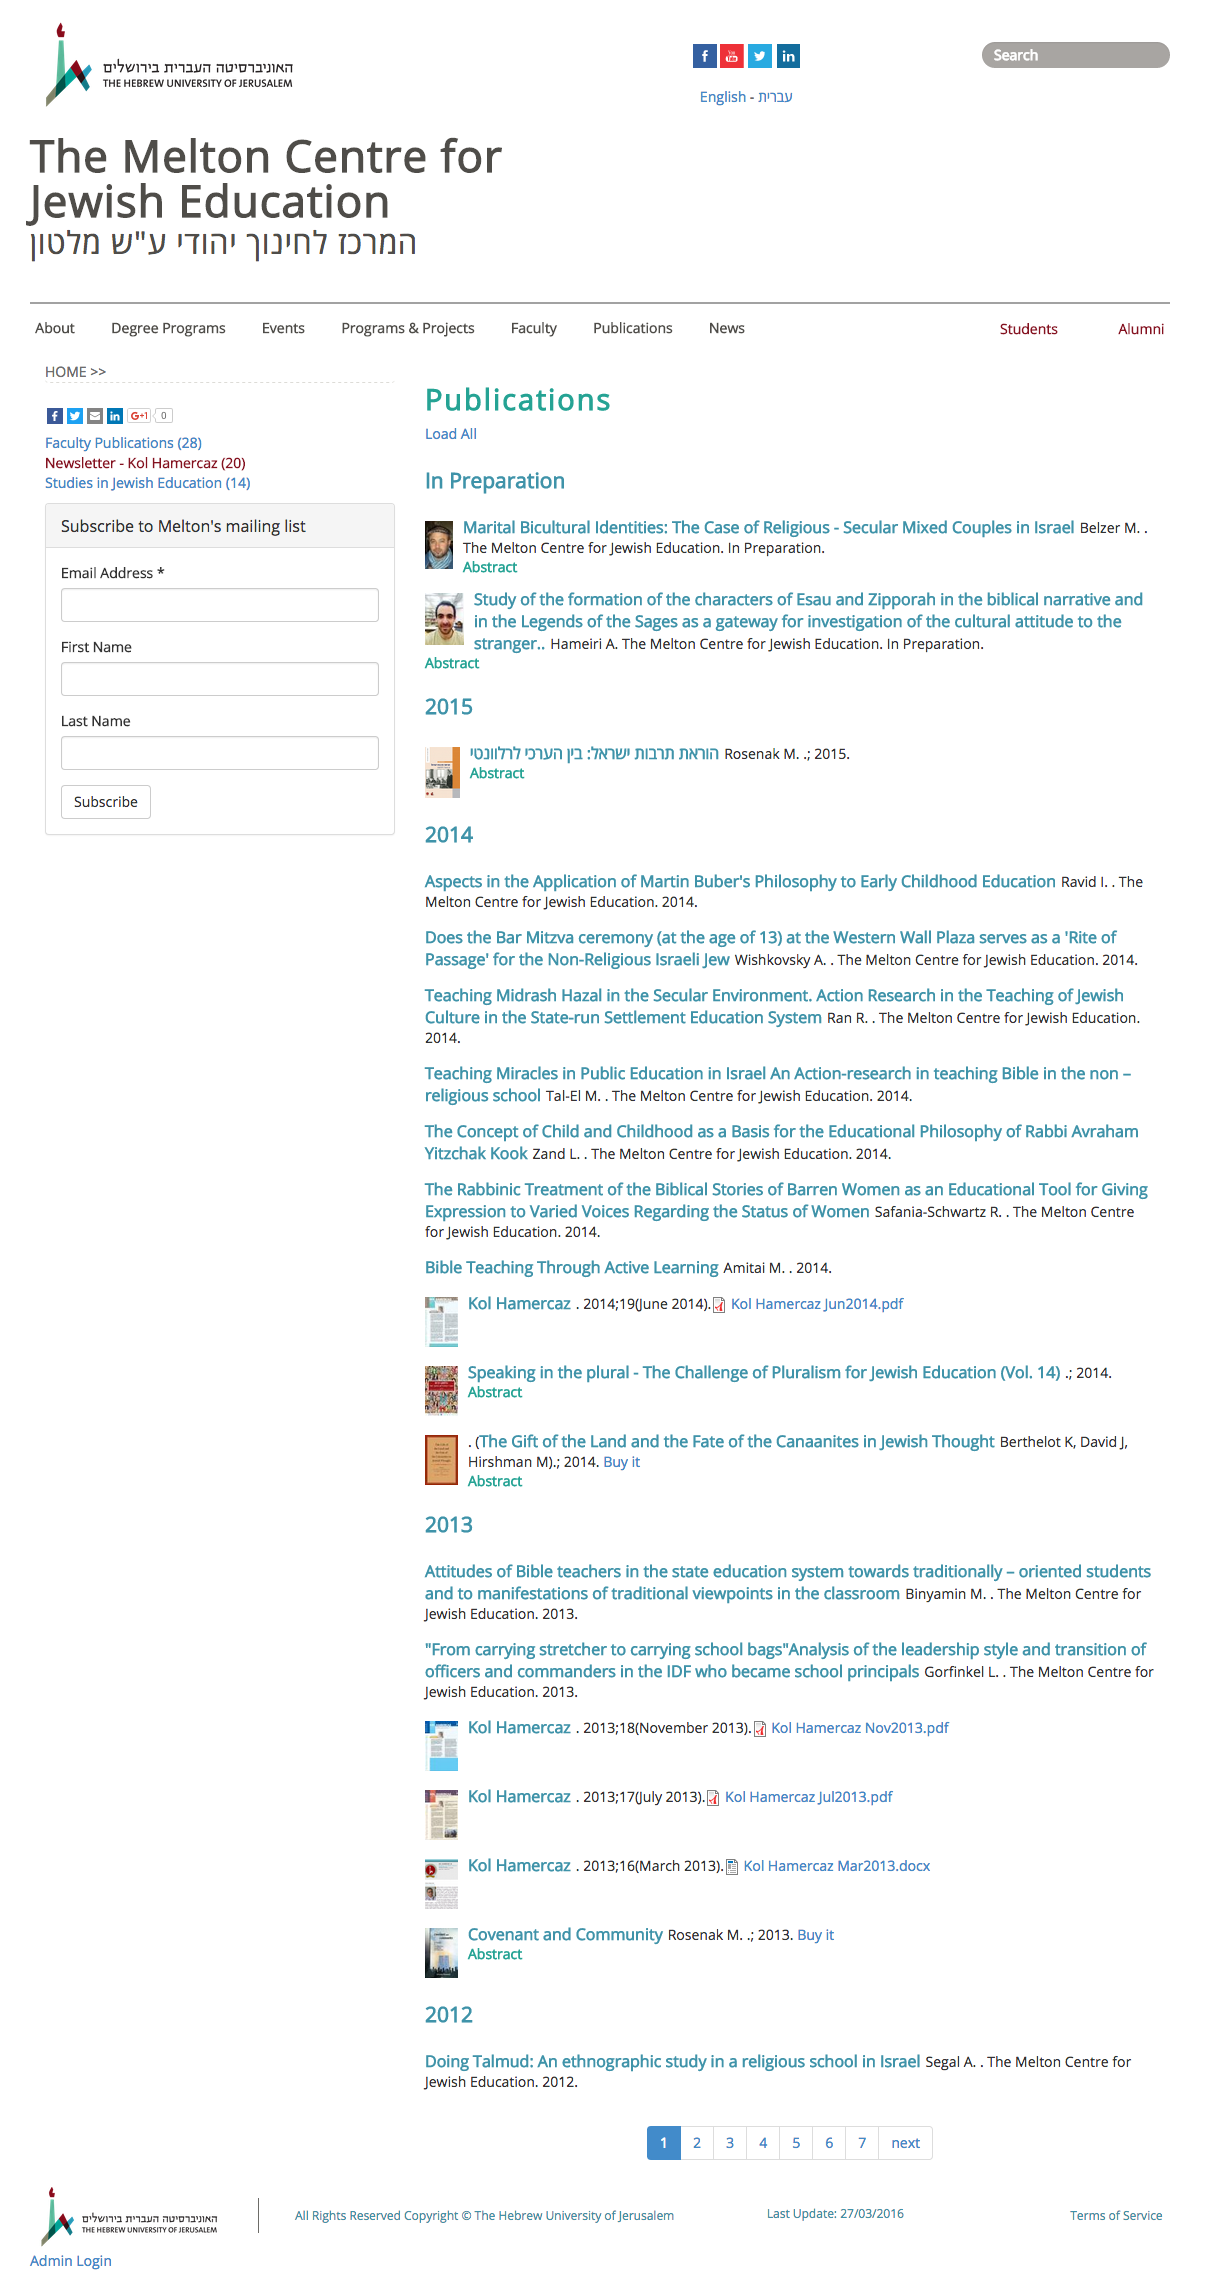 האוניברסיטה העברית בירושלים
THE HEBREW UNIVERSITY OF JERUSALEM
Search
English - עברית
The Melton Centre for
Jewish Education
המרכז לחינוך יהודי ע"ש מלטון
About Degree Programs Events Programs & Projects Faculty Publications News Students Alumni
HOME >>
G+1 0
Faculty Publications (28)
Newsletter - Kol Hamercaz (20)
Studies in Jewish Education (14)
Subscribe to Melton's mailing list
Email Address *
First Name
Last Name
Subscribe
Publications
Load All
In Preparation
Marital Bicultural Identities: The Case of Religious - Secular Mixed Couples in Israel Belzer M. .
The Melton Centre for Jewish Education. In Preparation.
Abstract
Study of the formation of the characters of Esau and Zipporah in the biblical narrative and
in the Legends of the Sages as a gateway for investigation of the cultural attitude to the
stranger.. Hameiri A. The Melton Centre for Jewish Education. In Preparation.
Abstract
2015
הוראת תרבות ישראל: בין הערכי לרלוונטי Rosenak M. .; 2015.
Abstract
2014
Aspects in the Application of Martin Buber's Philosophy to Early Childhood Education Ravid I. . The
Melton Centre for Jewish Education. 2014.
Does the Bar Mitzva ceremony (at the age of 13) at the Western Wall Plaza serves as a 'Rite of
Passage' for the Non-Religious Israeli Jew Wishkovsky A. . The Melton Centre for Jewish Education. 2014.
Teaching Midrash Hazal in the Secular Environment. Action Research in the Teaching of Jewish
Culture in the State-run Settlement Education System Ran R. . The Melton Centre for Jewish Education.
2014.
Teaching Miracles in Public Education in Israel An Action-research in teaching Bible in the non –
religious school Tal-El M. . The Melton Centre for Jewish Education. 2014.
The Concept of Child and Childhood as a Basis for the Educational Philosophy of Rabbi Avraham
Yitzchak Kook Zand L. . The Melton Centre for Jewish Education. 2014.
The Rabbinic Treatment of the Biblical Stories of Barren Women as an Educational Tool for Giving
Expression to Varied Voices Regarding the Status of Women Safania-Schwartz R. . The Melton Centre
for Jewish Education. 2014.
Bible Teaching Through Active Learning Amitai M. . 2014.
Kol Hamercaz . 2014;19(June 2014). Kol Hamercaz Jun2014.pdf
Speaking in the plural - The Challenge of Pluralism for Jewish Education (Vol. 14) .; 2014.
Abstract
. (The Gift of the Land and the Fate of the Canaanites in Jewish Thought Berthelot K, David J,
Hirshman M).; 2014. Buy it
Abstract
2013
Attitudes of Bible teachers in the state education system towards traditionally – oriented students
and to manifestations of traditional viewpoints in the classroom Binyamin M. . The Melton Centre for
Jewish Education. 2013.
"From carrying stretcher to carrying school bags"Analysis of the leadership style and transition of
officers and commanders in the IDF who became school principals Gorfinkel L. . The Melton Centre for
Jewish Education. 2013.
Kol Hamercaz . 2013;18(November 2013). Kol Hamercaz Nov2013.pdf
Kol Hamercaz . 2013;17(July 2013). Kol Hamercaz Jul2013.pdf
Kol Hamercaz . 2013;16(March 2013). Kol Hamercaz Mar2013.docx
Covenant and Community Rosenak M. .; 2013. Buy it
Abstract
2012
Doing Talmud: An ethnographic study in a religious school in Israel Segal A. . The Melton Centre for
Jewish Education. 2012.
1 2 3 4 5 6 7 next
האוניברסיטה העברית בירושלים
THE HEBREW UNIVERSITY OF JERUSALEM
All Rights Reserved Copyright © The Hebrew University of Jerusalem
Last Update: 27/03/2016
Terms of Service
Admin Login